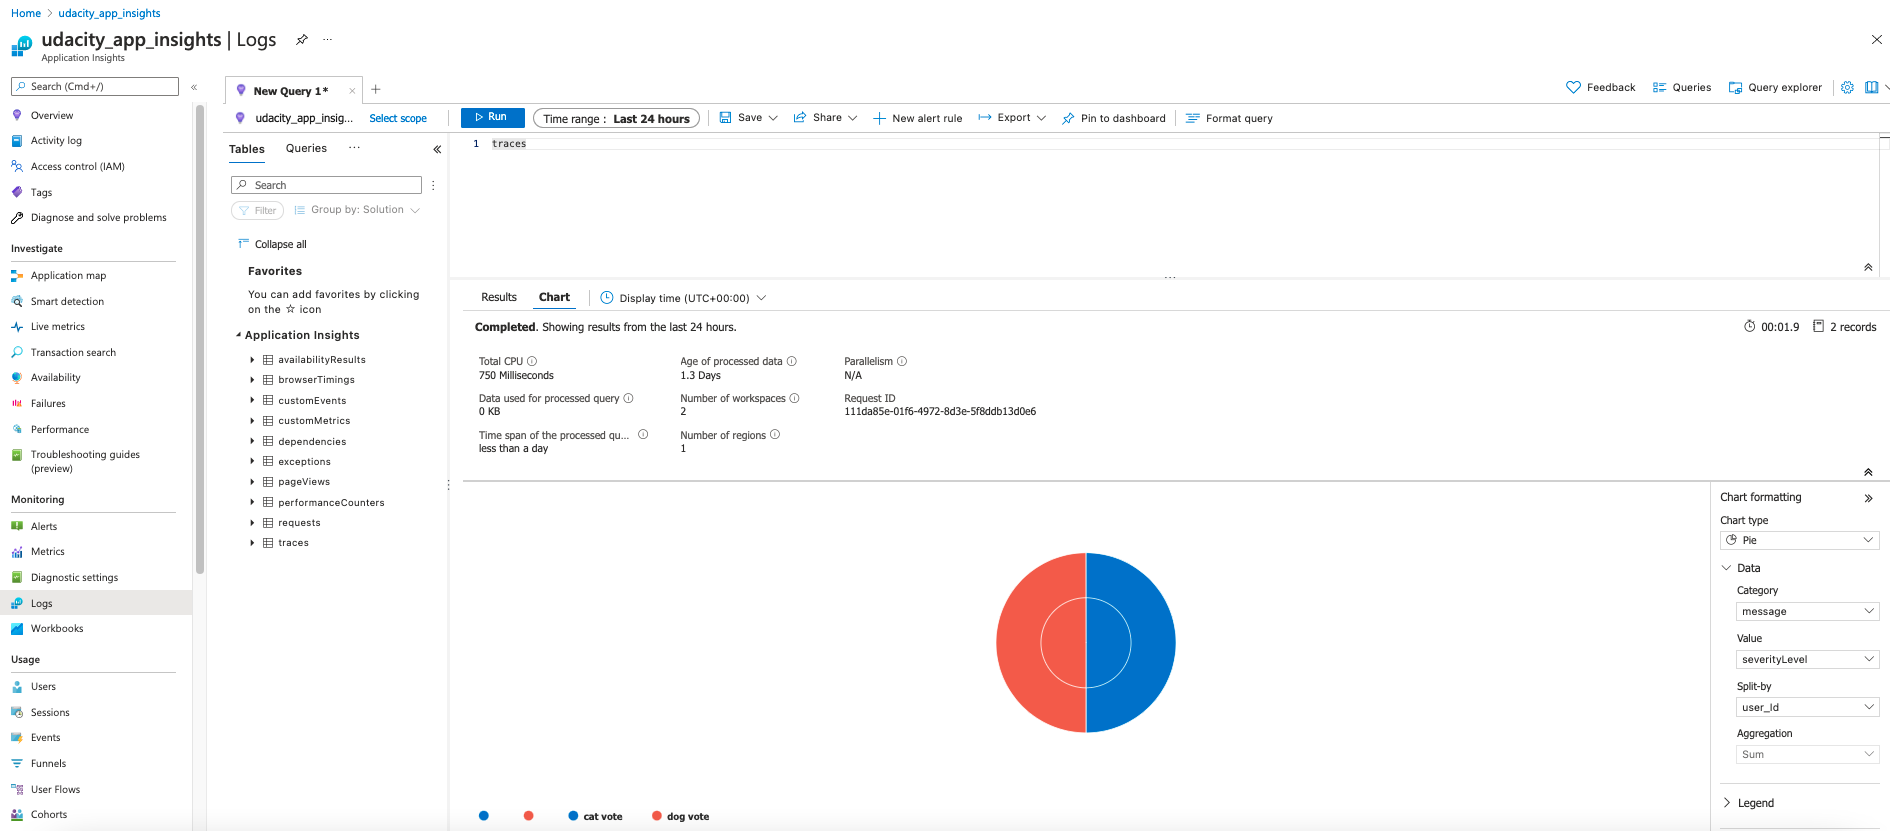 Home > udacity_app_insights
udacity_app_insights | Logs
Application Insights
Search (Cmd+/)
Overview
Activity log
Access control (IAM)
Tags
Diagnose and solve problems
Investigate
Application map
Smart detection
Live metrics
Transaction search
Availability
Failures
Performance
Troubleshooting guides
(preview)
Monitoring
Alerts
Metrics
Diagnostic settings
Logs
Workbooks
Usage
Users
Sessions
Events
Funnels
User Flows
Cohorts
New Query 1*
Feedback Queries Query explorer
udacity_app_insig... Select scope
Run Time range : Last 24 hours Save Share New alert rule Export Pin to dashboard Format query
Tables Queries ...
Search
Filter Group by: Solution
Collapse all
Favorites
You can add favorites by clicking
on the ☆ icon
Application Insights
availabilityResults
browserTimings
customEvents
customMetrics
dependencies
exceptions
pageViews
performanceCounters
requests
traces
1 traces
Results Chart Display time (UTC+00:00)
Completed. Showing results from the last 24 hours.
00:01.9 2 records
Total CPU
750 Milliseconds
Age of processed data
1.3 Days
Parallelism
N/A
Data used for processed query
0 KB
Number of workspaces
2
Request ID
111da85e-01f6-4972-8d3e-5f8ddb13d0e6
Time span of the processed qu...
less than a day
Number of regions
1
cat vote dog vote
Chart formatting
Chart type
Pie
Data
Category
message
Value
severityLevel
Split-by
user_Id
Aggregation
Sum
Legend